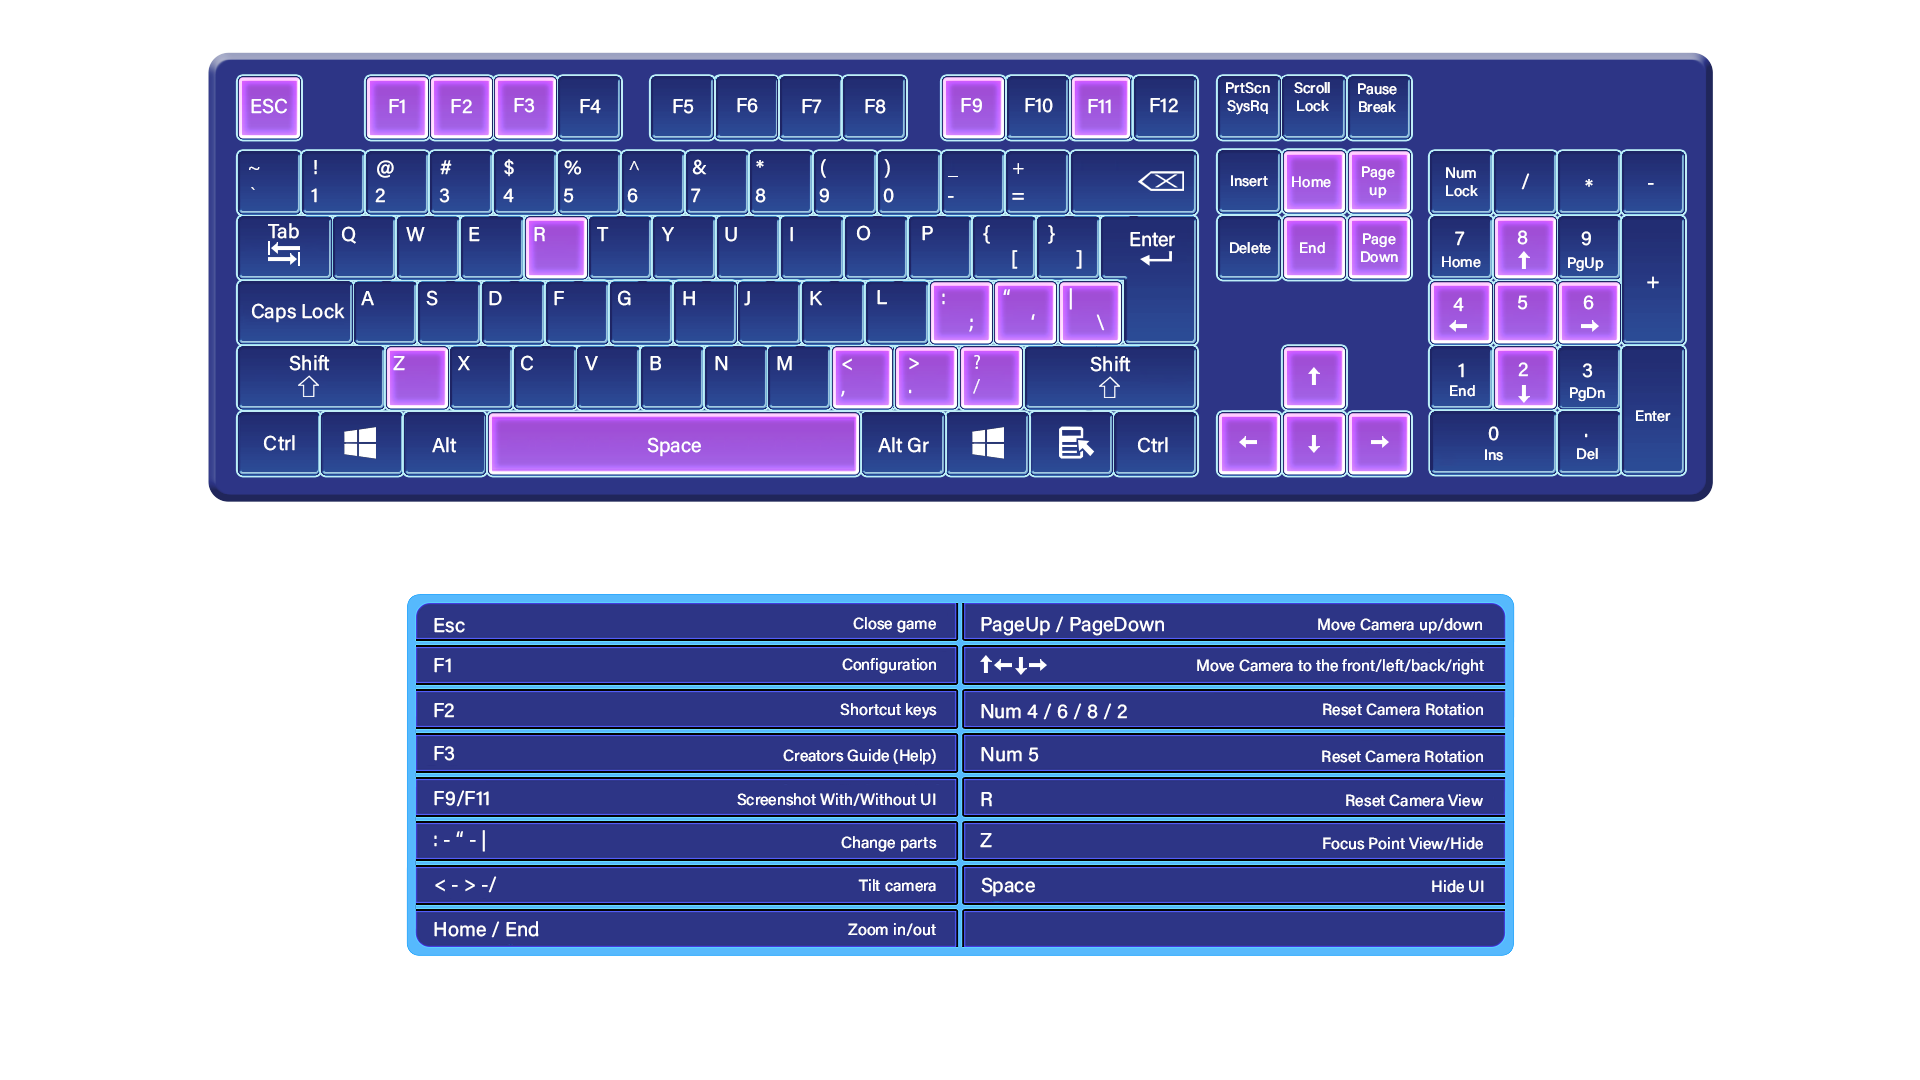 ESC F1 F2 F3 F4 F5 F6 F7 F8 F9 F10 F11 F12 PrtScn SysRq Scroll Lock Pause Break
~ ! @ # $ % ^ & * ( ) _ +
` 1 2 3 4 5 6 7 8 9 0 - =
Insert Home Page up Num Lock / * -
Tab Q W E R T Y U I O P { [ } ] Enter Delete End Page Down 7 Home 8 ↑ 9 PgUp +
Caps Lock A S D F G H J K L : ; “ ‘ | \ 4 ← 5 6 →
Shift Z X C V B N M < , > . ? / Shift ↑ 1 End 2 ↓ 3 PgDn Enter
Ctrl Alt Space Alt Gr Ctrl ← ↓ → 0 Ins . Del
Esc Close game
F1 Configuration
F2 Shortcut keys
F3 Creators Guide (Help)
F9/F11 Screenshot With/Without UI
: - “ - | Change parts
< - > -/ Tilt camera
Home / End Zoom in/out
PageUp / PageDown Move Camera up/down
↑←↓→ Move Camera to the front/left/back/right
Num 4 / 6 / 8 / 2 Reset Camera Rotation
Num 5 Reset Camera Rotation
R Reset Camera View
Z Focus Point View/Hide
Space Hide UI